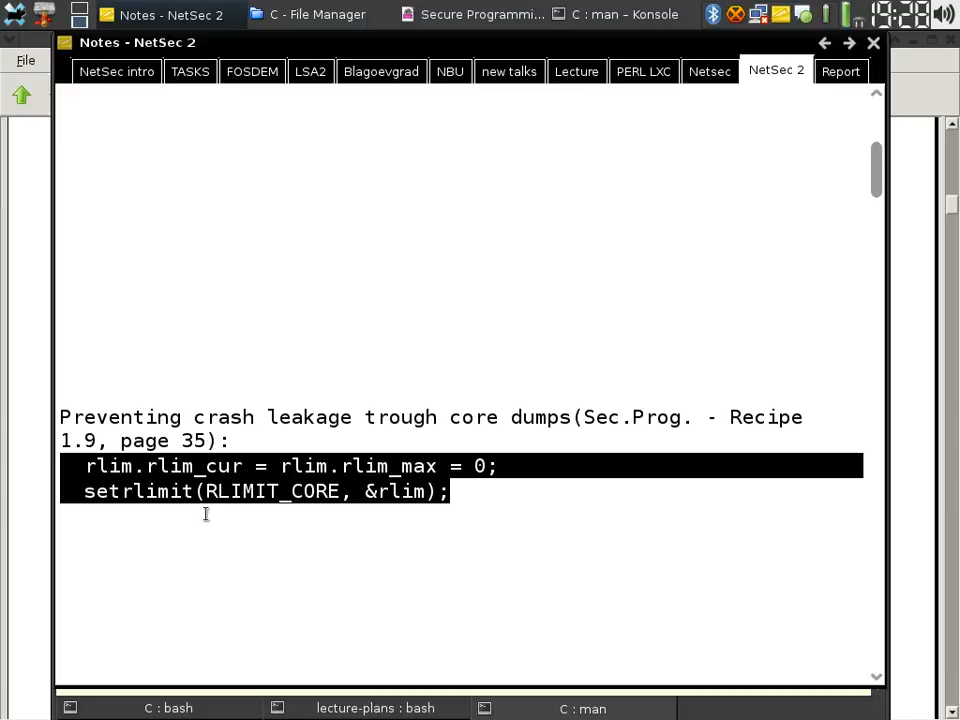 Notes - NetSec 2
C - File Manager
Secure Programmi...
C : man – Konsole
10:28
Notes - NetSec 2
File
NetSec intro
TASKS
FOSDEM
LSA2
Blagoevgrad
NBU
new talks
Lecture
PERL LXC
Netsec
NetSec 2
Report
Preventing crash leakage trough core dumps(Sec.Prog. - Recipe
1.9, page 35):
rlim.rlim_cur = rlim.rlim_max = 0;
setrlimit(RLIMIT_CORE, &rlim);
C : bash
lecture-plans : bash
C : man